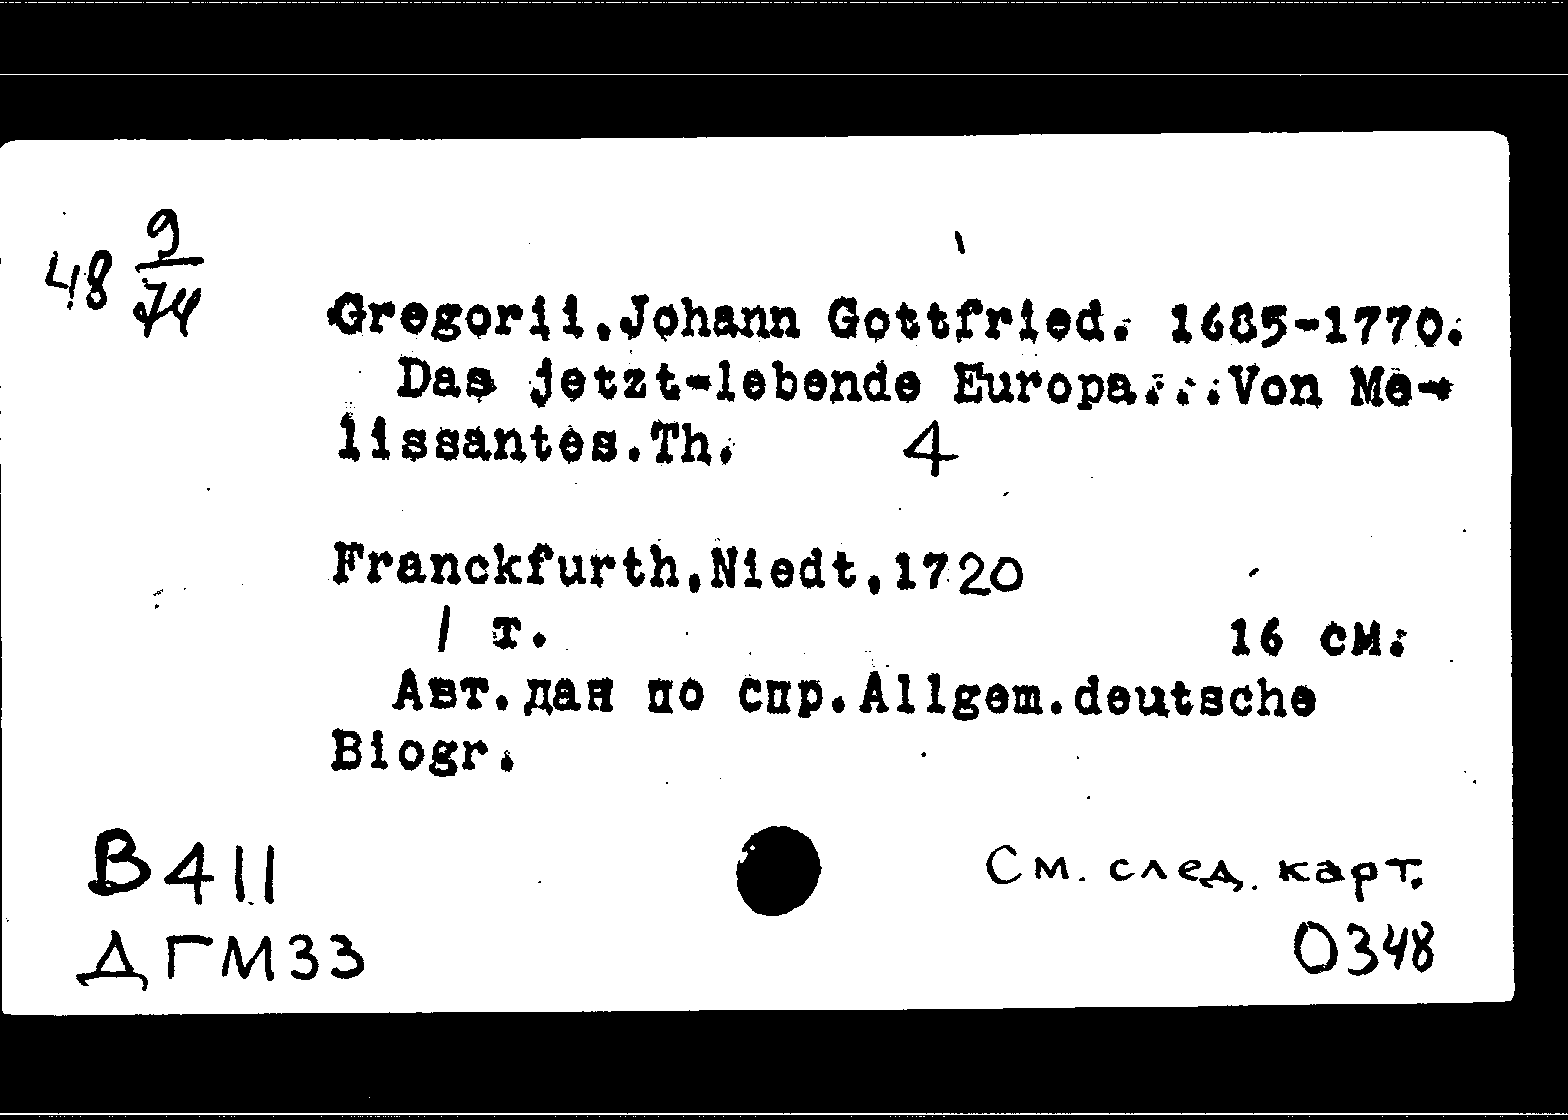 48 9/74
Gregorii,Johann Gottfried. 1685-1770.
Das jetzt-lebende Europa...Von Me-
lissantes.Th. 4
Franckfurth,Niedt,1720
1 т. 16 см.
Авт.дан по спр.Allgem.deutsche
Biogr.
В411
См. след. карт.
ДГМ33
0348